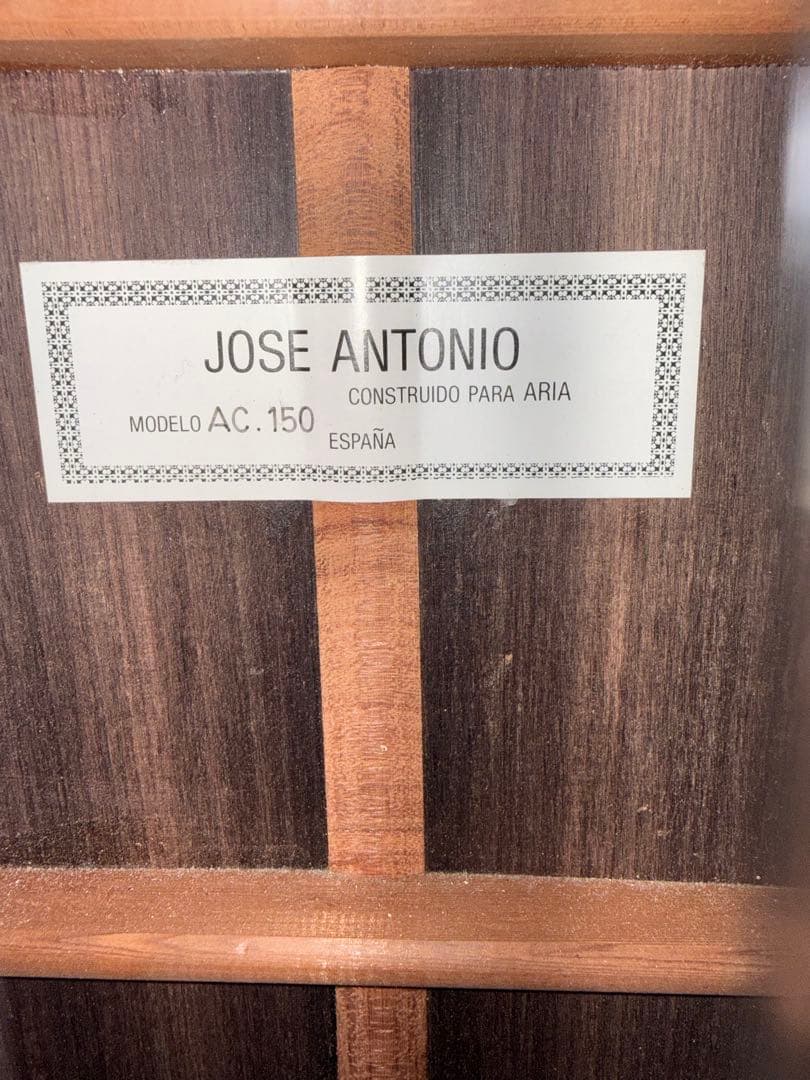 JOSE ANTONIO
CONSTRUIDO PARA ARIA
MODELO AC.150
ESPAÑA